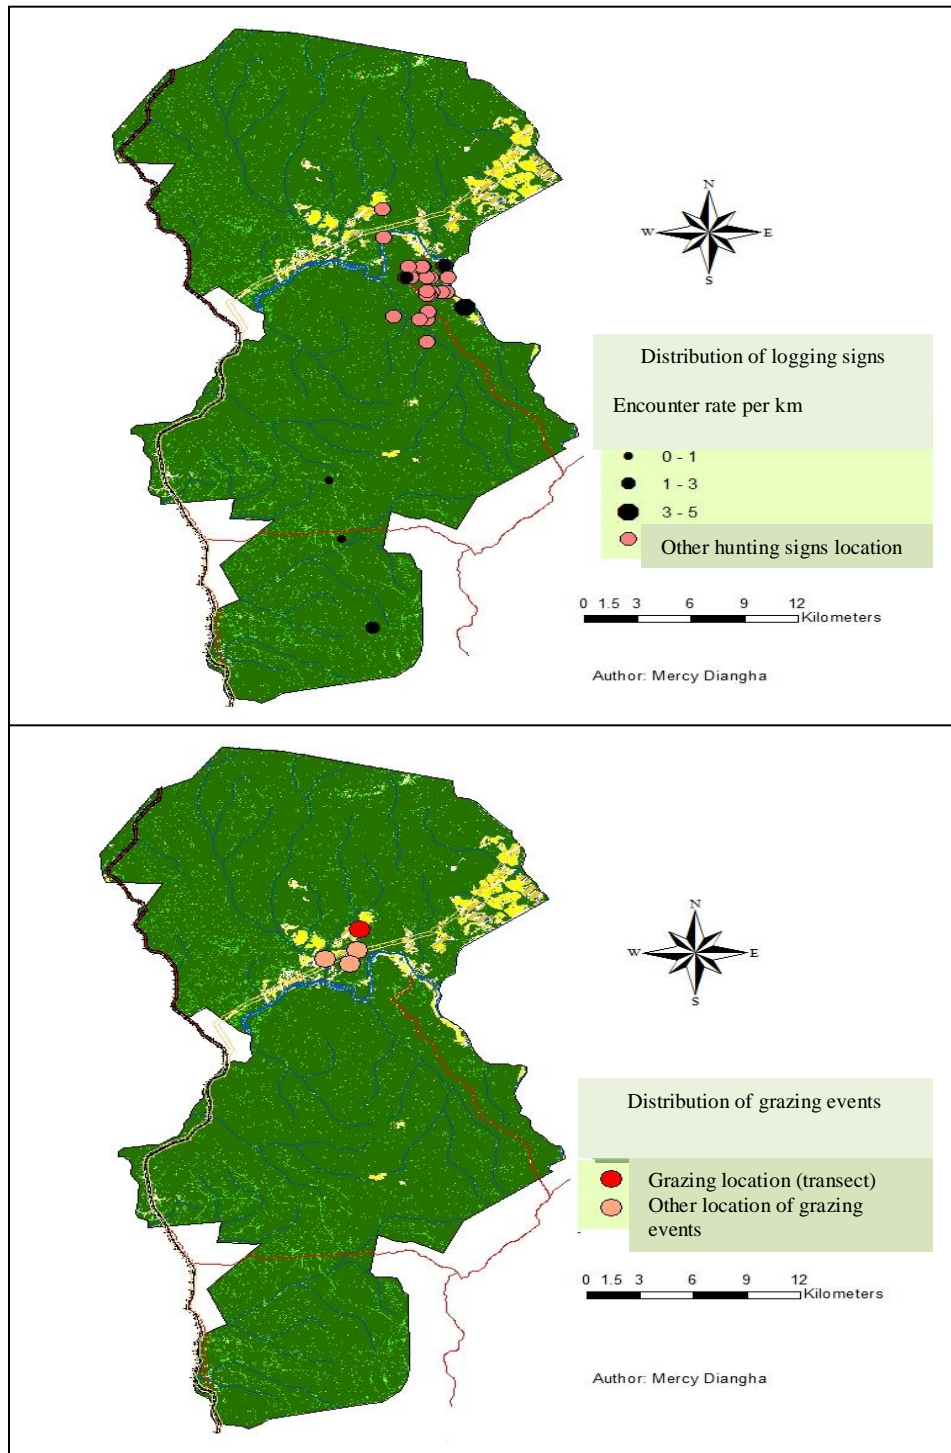 N
W E
S
Distribution of logging signs
Encounter rate per km
0 - 1
1 - 3
3 - 5
Other hunting signs location
0 1.5 3 6 9 12
Kilometers
Author: Mercy Diangha
N
W E
S
Distribution of grazing events
Grazing location (transect)
Other location of grazing
events
0 1.5 3 6 9 12
Kilometers
Author: Mercy Diangha